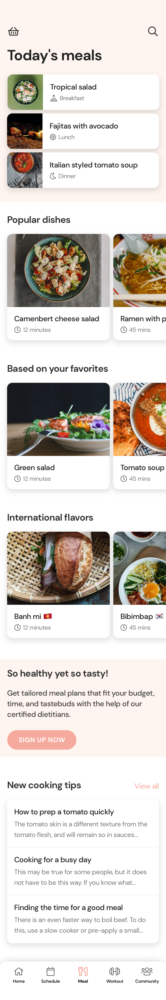 Today's meals
Tropical salad
Breakfast
Fajitas with avocado
Lunch
Italian styled tomato soup
Dinner
Popular dishes
Camenbert cheese salad
12 minutes
Ramen with p
45 mins
Based on your favorites
Green salad
12 minutes
Tomato soup
45 mins
International flavors
Banh mi 🇻🇳
12 minutes
Bibimbap 🇰🇷
45 mins
So healthy yet so tasty!
Get tailored meal plans that fit your budget,
time, and tastebuds with the help of our
certified dietitians.
SIGN UP NOW
New cooking tips
View all
How to prep a tomato quickly
The tomato skin is a different texture from the
tomato flesh, and will remain so in sauces...
Cooking for a busy day
This may be true for some people, but it does
not have to be this way. If you know what...
Finding the time for a good meal
There is an even faster way to boil beef. To do
this, use a slow cooker or pre-apply a small...
Home
Schedule
Meal
Workout
Community